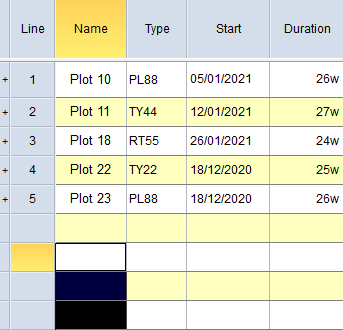 Line Name Type Start Duration
+ 1 Plot 10 PL88 05/01/2021 26w
+ 2 Plot 11 TY44 12/01/2021 27w
+ 3 Plot 18 RT55 26/01/2021 24w
+ 4 Plot 22 TY22 18/12/2020 25w
+ 5 Plot 23 PL88 18/12/2020 26w